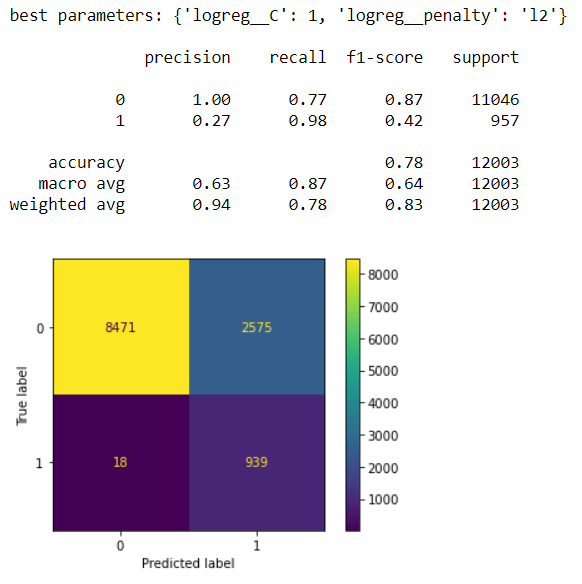 best parameters: {'logreg__C': 1, 'logreg__penalty': 'l2'}
precision recall f1-score support
0 1.00 0.77 0.87 11046
1 0.27 0.98 0.42 957
accuracy 0.78 12003
macro avg 0.63 0.87 0.64 12003
weighted avg 0.94 0.78 0.83 12003
True label
0
1
8471 2575
18 939
0 1
Predicted label
8000
7000
6000
5000
4000
3000
2000
1000